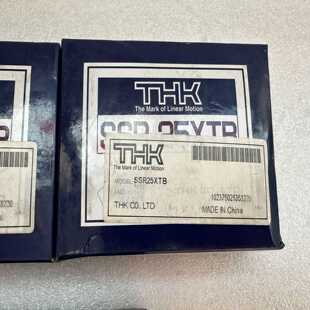 THK
The Mark of Linear Motion
SSR 25XTB
THK
The Mark of Linear Motion
MODEL SSR25XTB
THK CO., LTD
MADE IN China